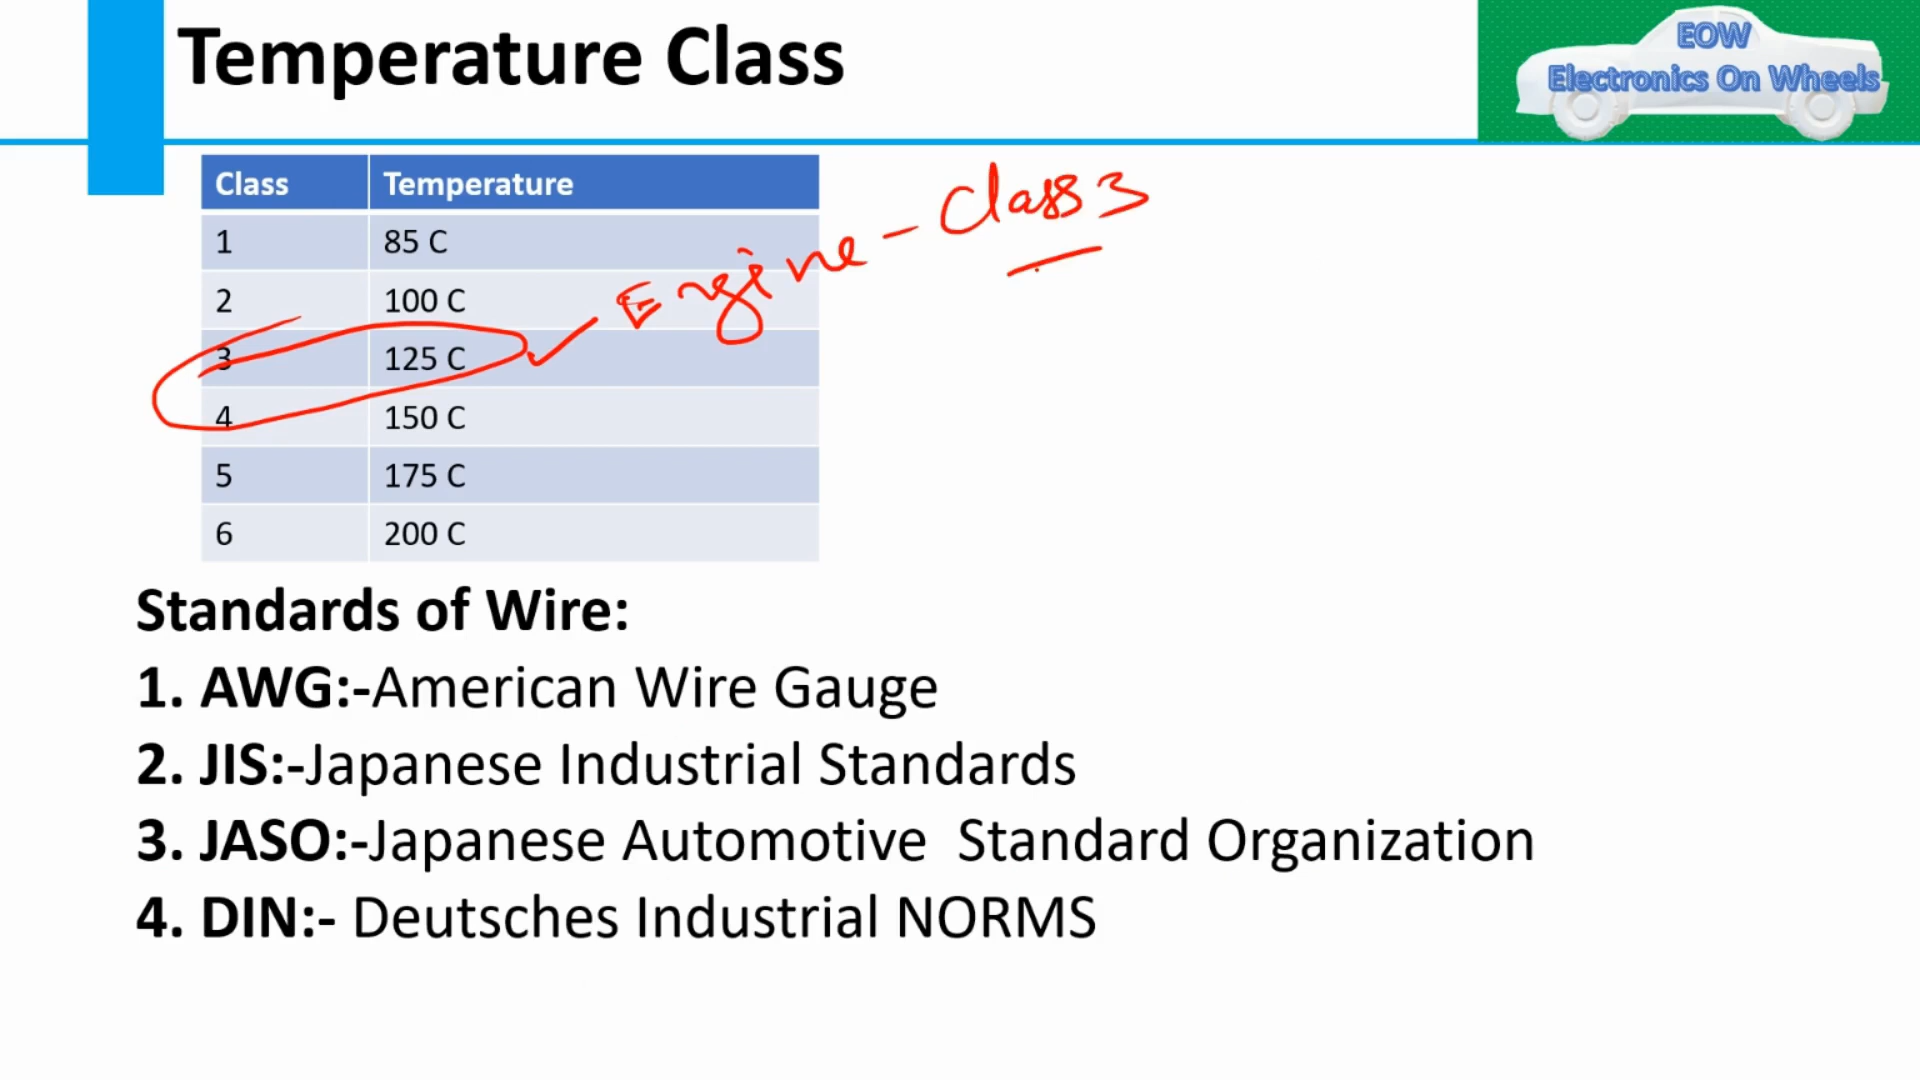 Temperature Class
EOW
Electronics On Wheels
Class Temperature
1 85 C
2 100 C
3 125 C
4 150 C
5 175 C
6 200 C
Engine - Class 3
Standards of Wire:
1. AWG:-American Wire Gauge
2. JIS:-Japanese Industrial Standards
3. JASO:-Japanese Automotive Standard Organization
4. DIN:- Deutsches Industrial NORMS